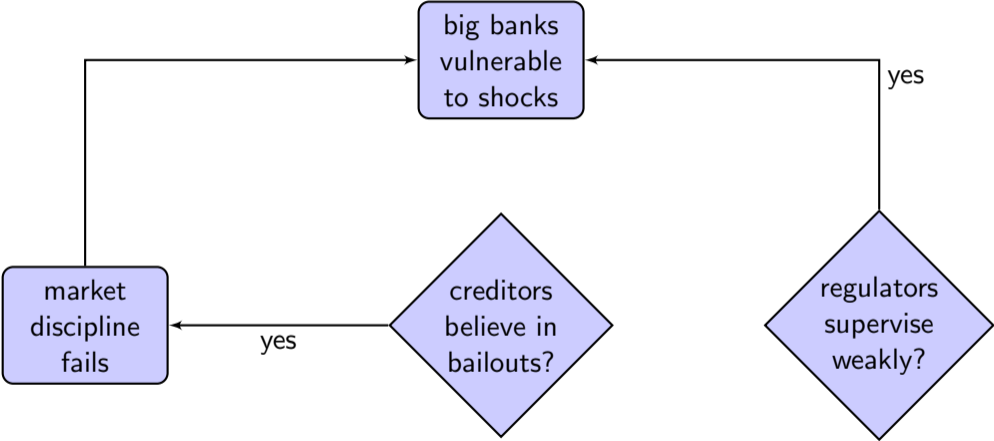 big banks
vulnerable
to shocks
yes
market
discipline
fails
yes
creditors
believe in
bailouts?
regulators
supervise
weakly?